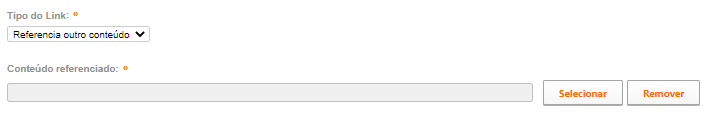 Tipo do Link:
Referencia outro conteúdo
Conteúdo referenciado:
Selecionar Remover